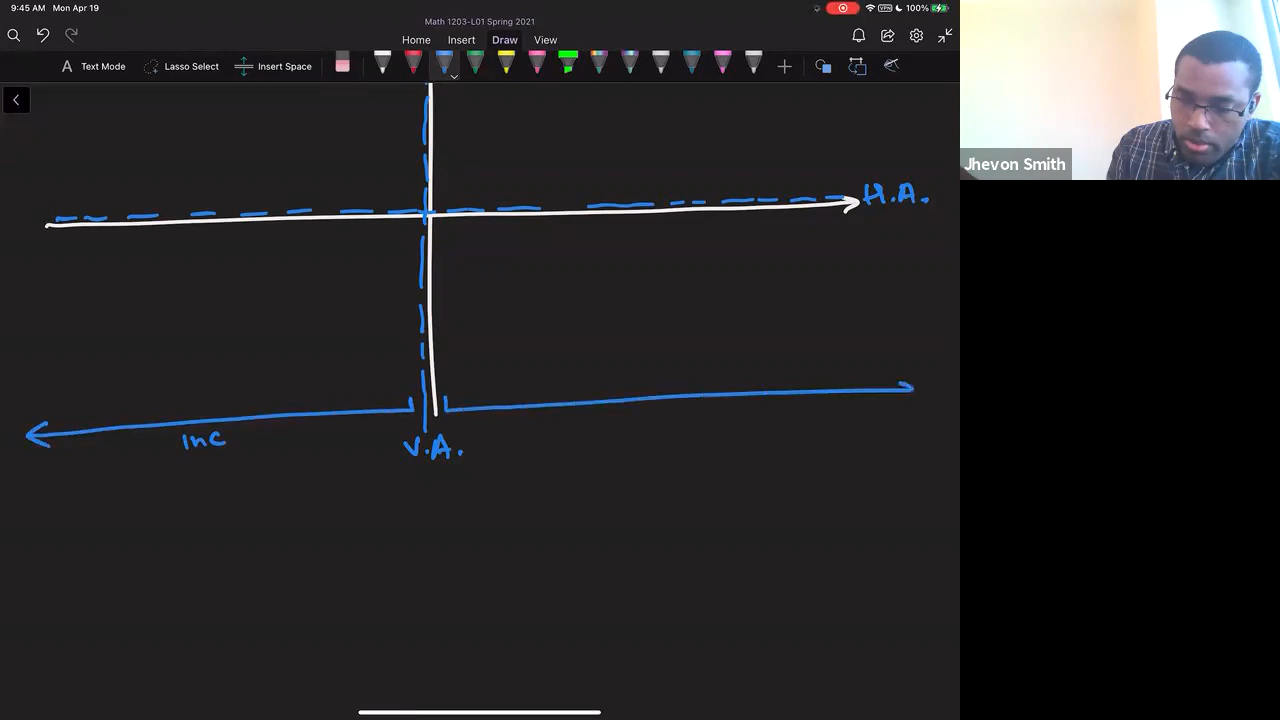 9:45 AM Mon Apr 19
VPN 100%
Math 1203-L01 Spring 2021
Home Insert Draw View
Text Mode Lasso Select Insert Space
Jhevon Smith
H.A.
Inc
V.A.